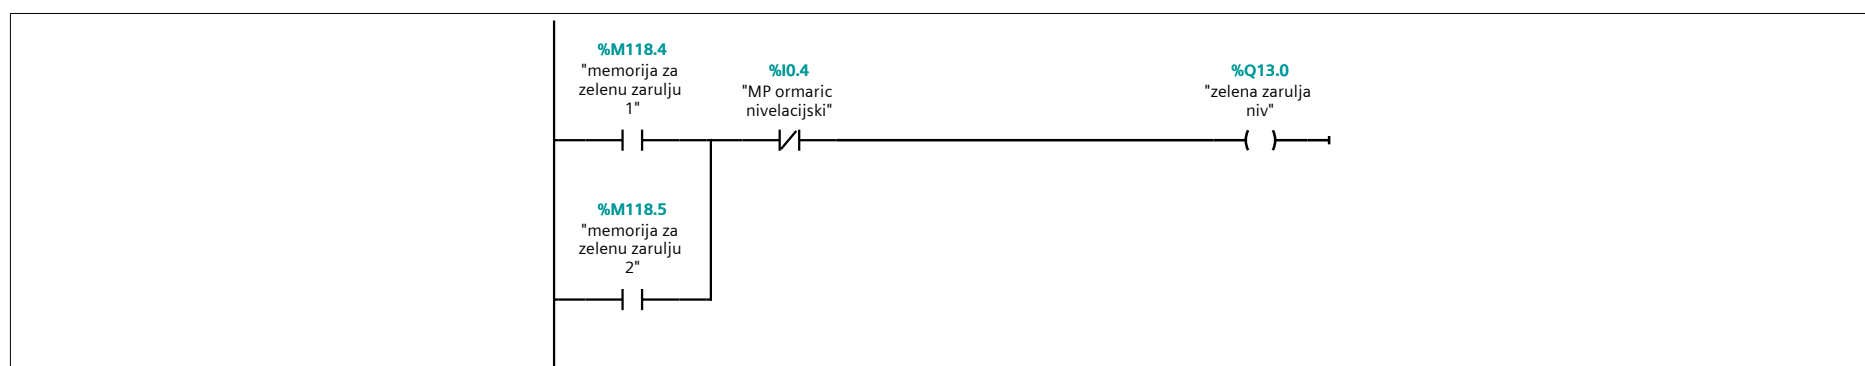 %M118.4
"memorija za
zelenu zarulju
1"
%I0.4
"MP ormaric
nivelacijski"
%Q13.0
"zelena zarulja
niv"
%M118.5
"memorija za
zelenu zarulju
2"